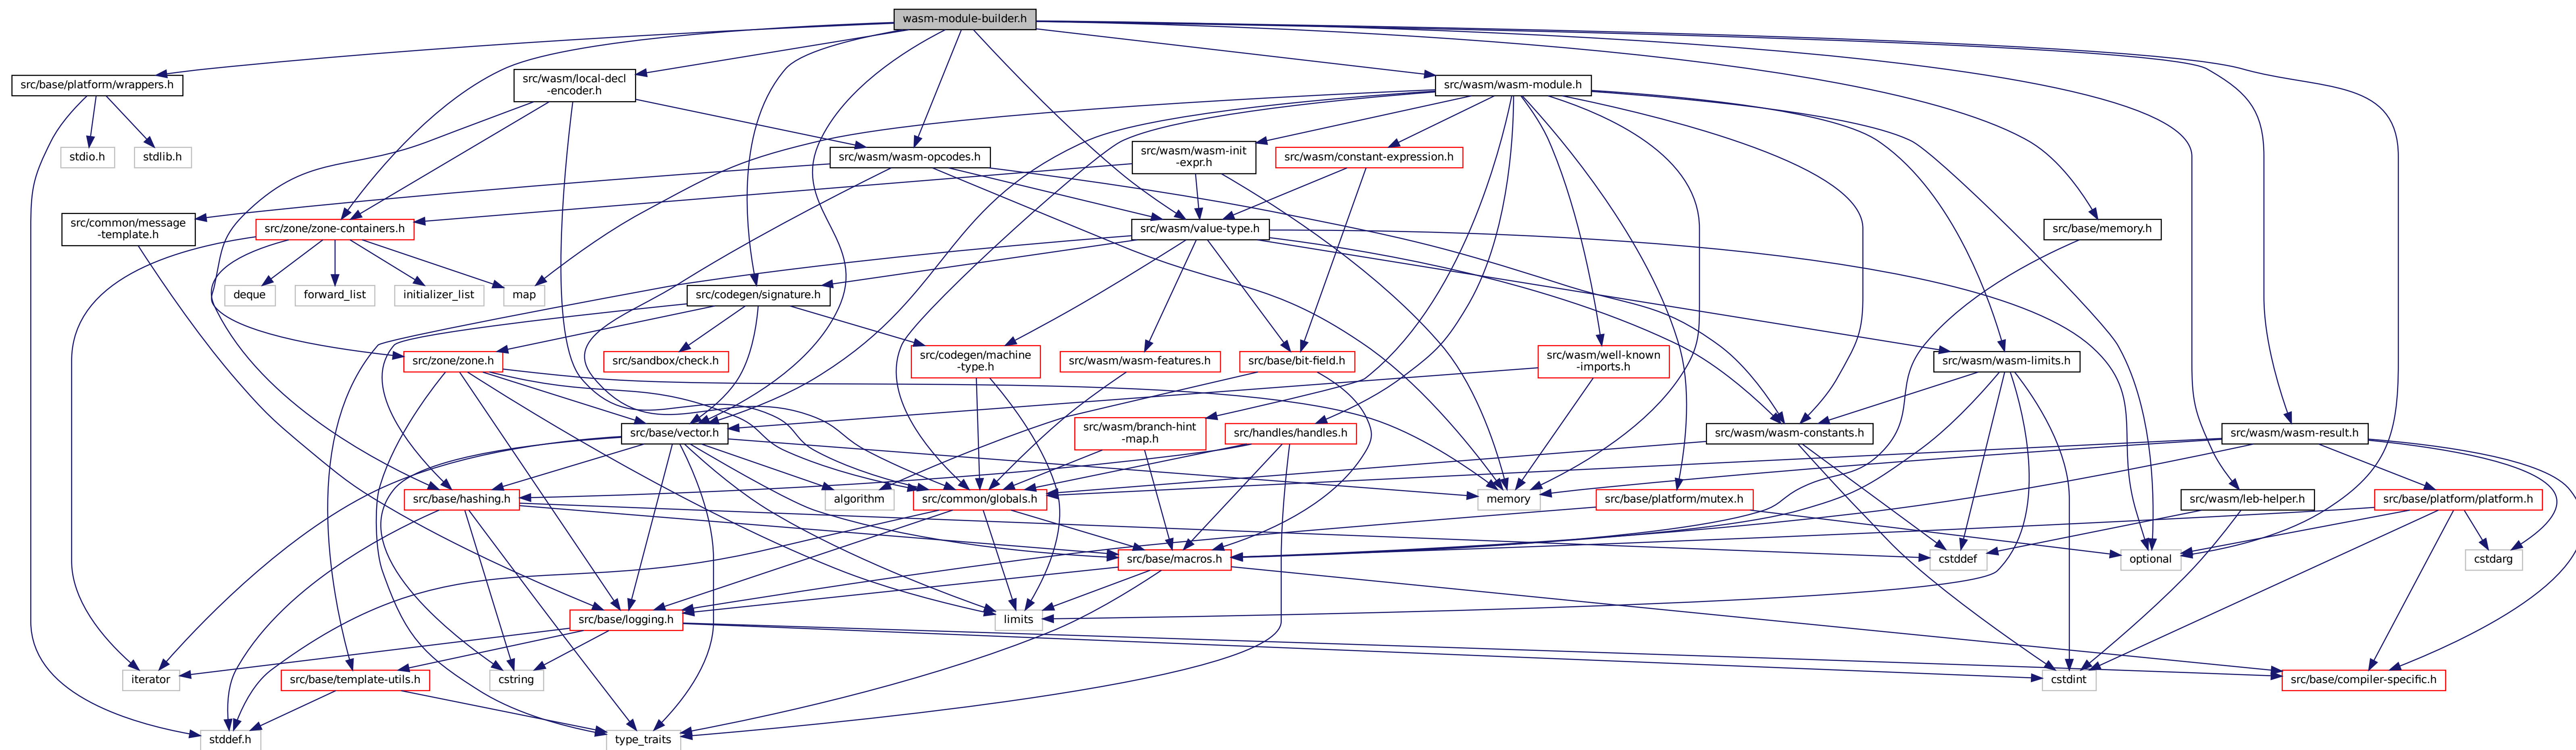 wasm-module-builder.h
src/base/platform/wrappers.h
src/wasm/local-decl
-encoder.h
src/wasm/wasm-module.h
stdio.h
stdlib.h
src/wasm/wasm-opcodes.h
src/wasm/wasm-init
-expr.h
src/wasm/constant-expression.h
src/common/message
-template.h
src/zone/zone-containers.h
src/wasm/value-type.h
src/base/memory.h
deque
forward_list
initializer_list
map
src/codegen/signature.h
src/zone/zone.h
src/sandbox/check.h
src/codegen/machine
-type.h
src/wasm/wasm-features.h
src/base/bit-field.h
src/wasm/well-known
-imports.h
src/wasm/wasm-limits.h
src/base/vector.h
src/wasm/branch-hint
-map.h
src/handles/handles.h
src/wasm/wasm-constants.h
src/wasm/wasm-result.h
src/base/hashing.h
algorithm
src/common/globals.h
memory
src/base/platform/mutex.h
src/wasm/leb-helper.h
src/base/platform/platform.h
src/base/macros.h
cstddef
optional
cstdarg
src/base/logging.h
limits
iterator
src/base/template-utils.h
cstring
cstdint
src/base/compiler-specific.h
stddef.h
type_traits